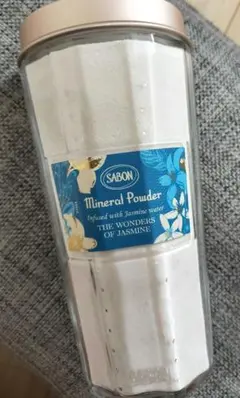 SABON
Mineral Powder
Infused with Jasmine water
THE WONDERS
OF JASMINE